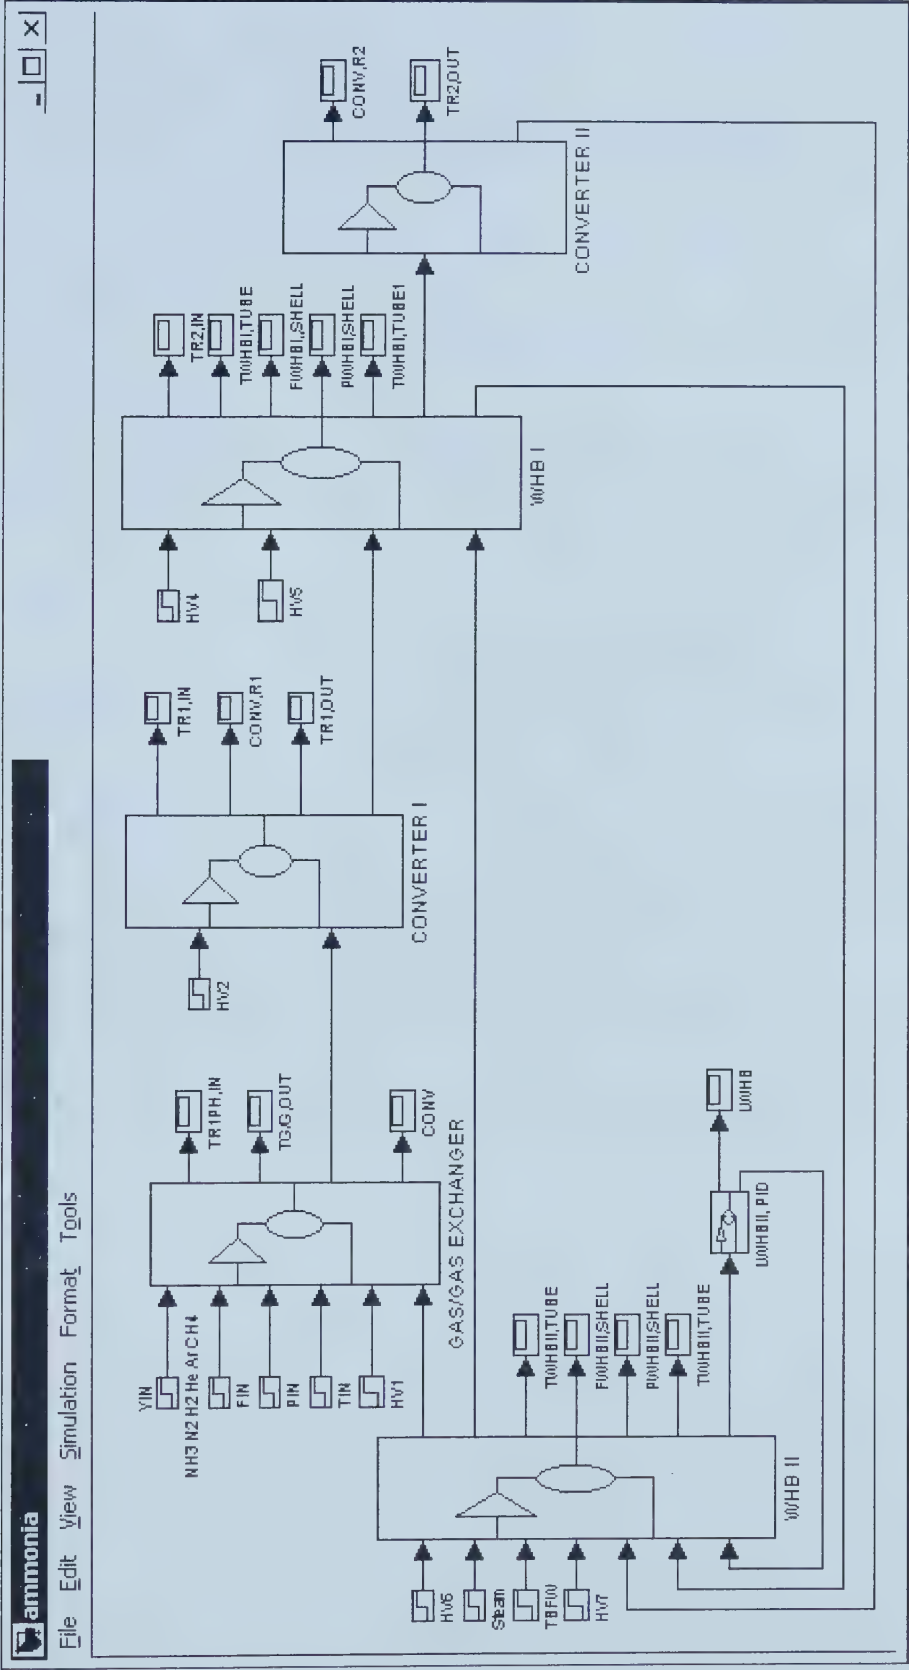 ammonia
File Edit View Simulation Format Tools
YIN
NH3 N2 H2 He Ar CH4
FIN
PIN
TIN
HV1
TR1PH,IN
TG/G,OUT
CONV
GAS/GAS EXCHANGER
HV2
TR1,IN
CONV,R1
TR1,OUT
CONVERTER I
HV4
HV5
TR2,IN
TWHBI,TUBE
FWHBI,SHELL
PWHBI,SHELL
TWHBI,TUBE1
WHB I
CONV,R2
TR2,OUT
CONVERTER II
HV6
Steam
TBFW
HV7
TWHBII,TUBE
FWHBII,SHELL
PWHBII,SHELL
TWHBII,TUBE
WHB II
LWHBII, PID
LWHB